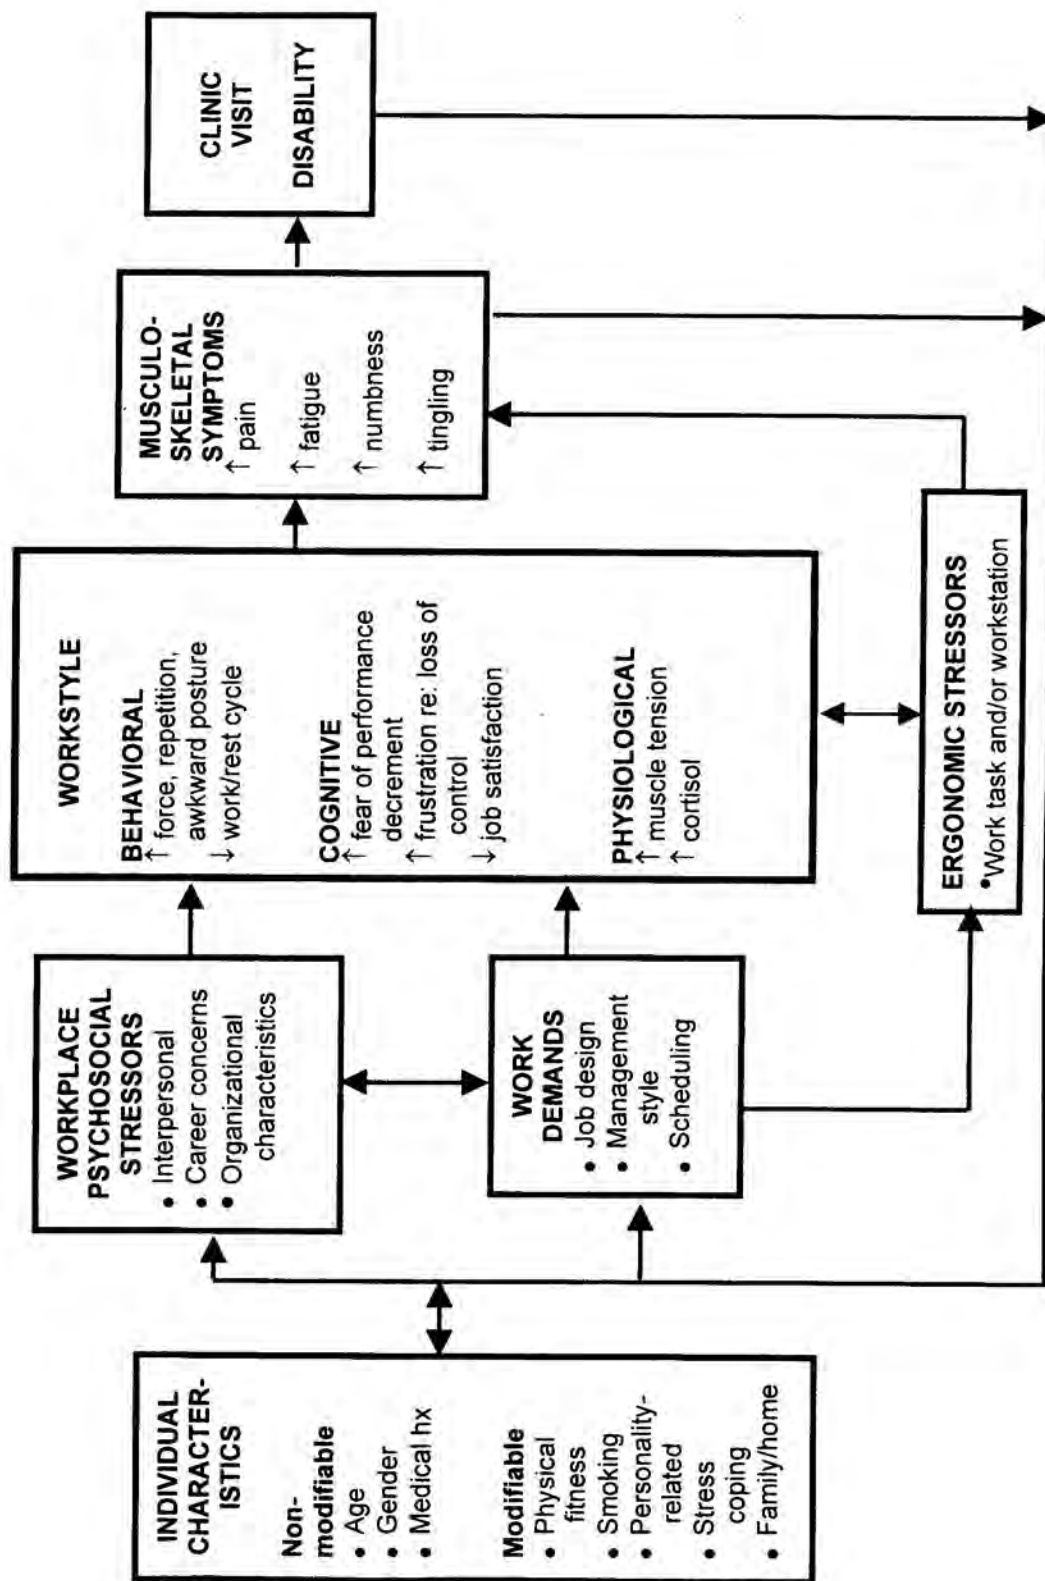 INDIVIDUAL
CHARACTER-
ISTICS
Non-
modifiable
• Age
• Gender
• Medical hx
Modifiable
• Physical
fitness
• Smoking
• Personality-
related
• Stress
coping
• Family/home
WORKPLACE
PSYCHOSOCIAL
STRESSORS
• Interpersonal
• Career concerns
• Organizational
characteristics
WORK
DEMANDS
• Job design
• Management
style
• Scheduling
WORKSTYLE
BEHAVIORAL
↑ force, repetition,
awkward posture
↓ work/rest cycle
COGNITIVE
↑ fear of performance
decrement
↑ frustration re: loss of
control
↓ job satisfaction
PHYSIOLOGICAL
↑ muscle tension
↑ cortisol
ERGONOMIC STRESSORS
•Work task and/or workstation
MUSCULO-
SKELETAL
SYMPTOMS
↑ pain
↑ fatigue
↑ numbness
↑ tingling
CLINIC
VISIT
DISABILITY